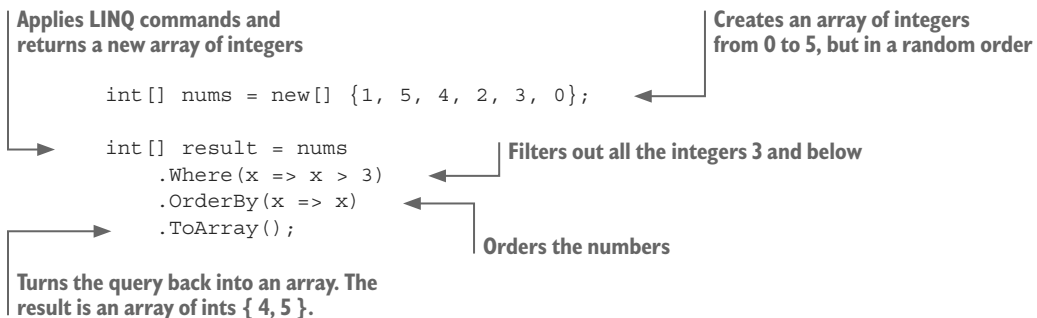 Applies LINQ commands and
returns a new array of integers
Creates an array of integers
from 0 to 5, but in a random order
int[] nums = new[] {1, 5, 4, 2, 3, 0};
int[] result = nums
Filters out all the integers 3 and below
.Where(x => x > 3)
.OrderBy(x => x)
.ToArray();
Orders the numbers
Turns the query back into an array. The
result is an array of ints { 4, 5 }.